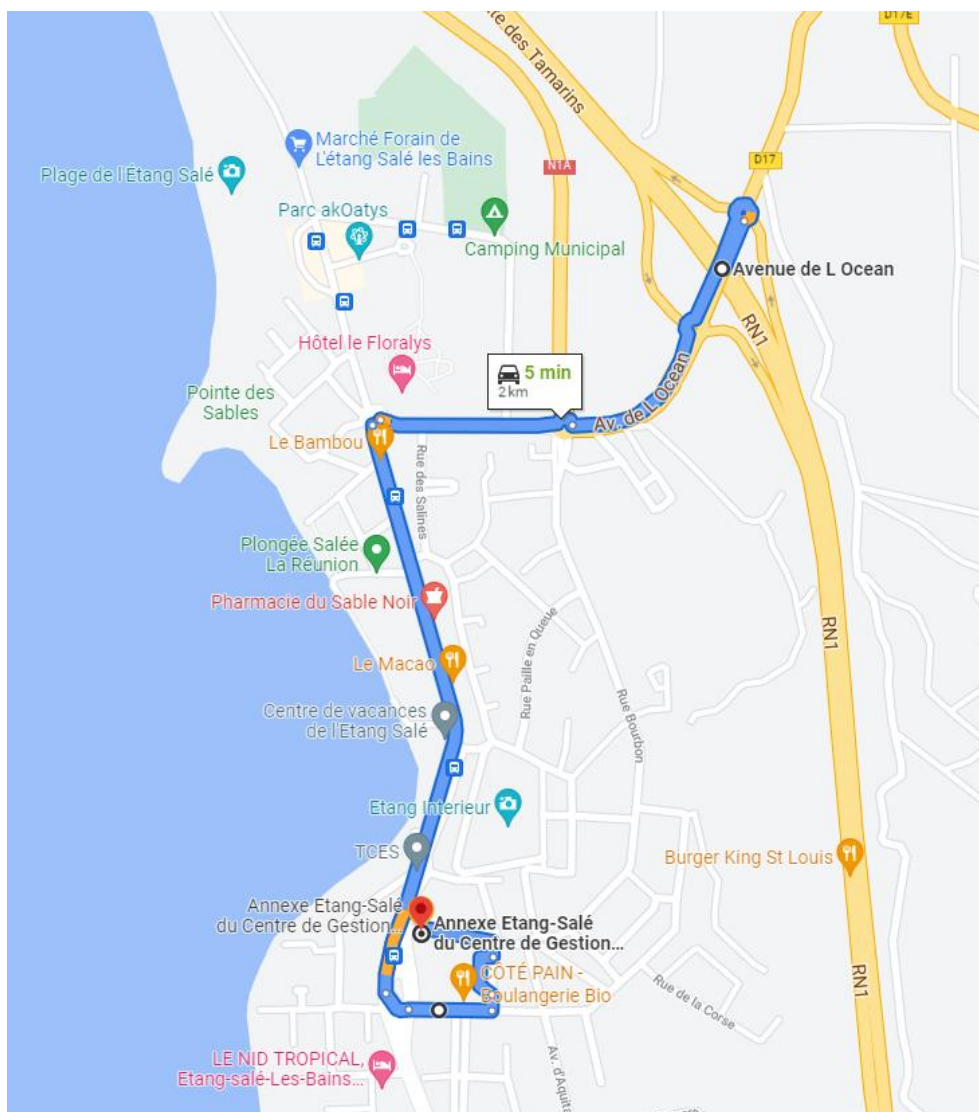 D17E
Route des Tamarins
Marché Forain de
L'étang Salé les Bains
Plage de l'Étang Salé
N1A
D17
Parc akOatys
Camping Municipal
Avenue de L Ocean
RN1
Hôtel le Floralys
5 min
2 km
Pointe des
Sables
Av. de L'Ocean
Le Bambou
Rue des Salines
Plongée Salée
La Réunion
Pharmacie du Sable Noir
RN1
Le Macao
Rue Paille en Queue
Centre de vacances
de l'Etang Salé
Rue Bourbon
Etang Interieur
TCES
Burger King St Louis
Annexe Etang-Salé
du Centre de Gestion...
Annexe Etang-Salé
du Centre de Gestion...
CÔTÉ PAIN -
Boulangerie Bio
RN1
Rue de la Corse
LE NID TROPICAL,
Etang-salé-Les-Bains...
Av. d'Aquita